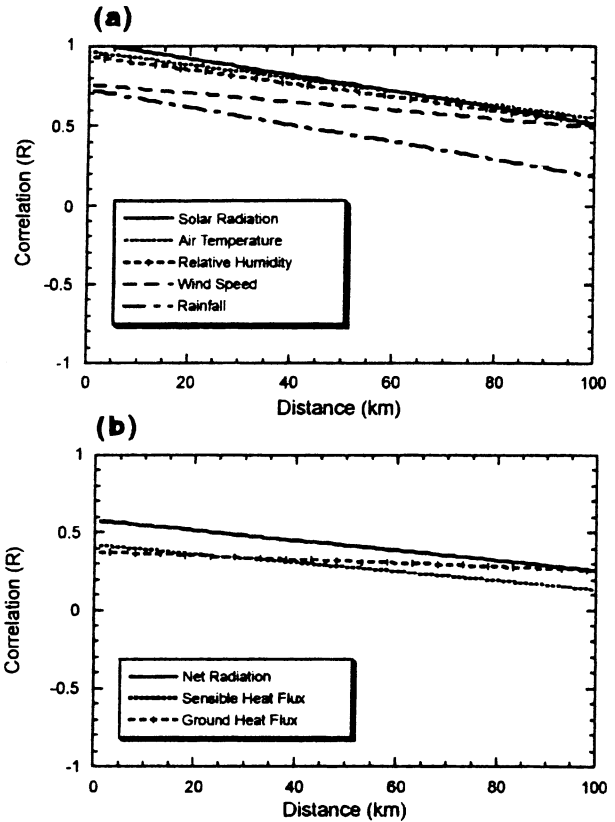 (a)
1
0.5
0
-0.5
-1
Correlation (R)
Solar Radiation
Air Temperature
Relative Humidity
Wind Speed
Rainfall
0
20
40
60
80
100
Distance (km)
(b)
1
0.5
0
-0.5
-1
Correlation (R)
Net Radiation
Sensible Heat Flux
Ground Heat Flux
0
20
40
60
80
100
Distance (km)